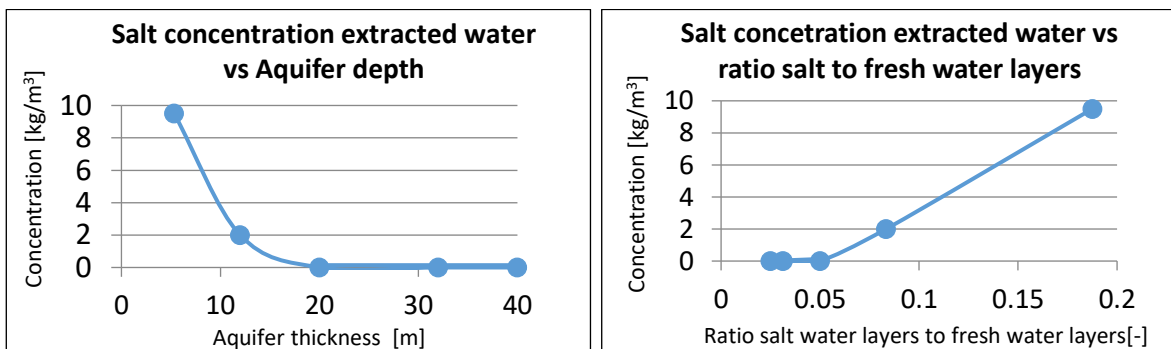 Salt concentration extracted water
vs Aquifer depth
Concentration [kg/m³]
10
8
6
4
2
0
0 10 20 30 40
Aquifer thickness [m]
Salt concetration extracted water vs
ratio salt to fresh water layers
Concentration [kg/m³]
10
8
6
4
2
0
0 0.05 0.1 0.15 0.2
Ratio salt water layers to fresh water layers[-]